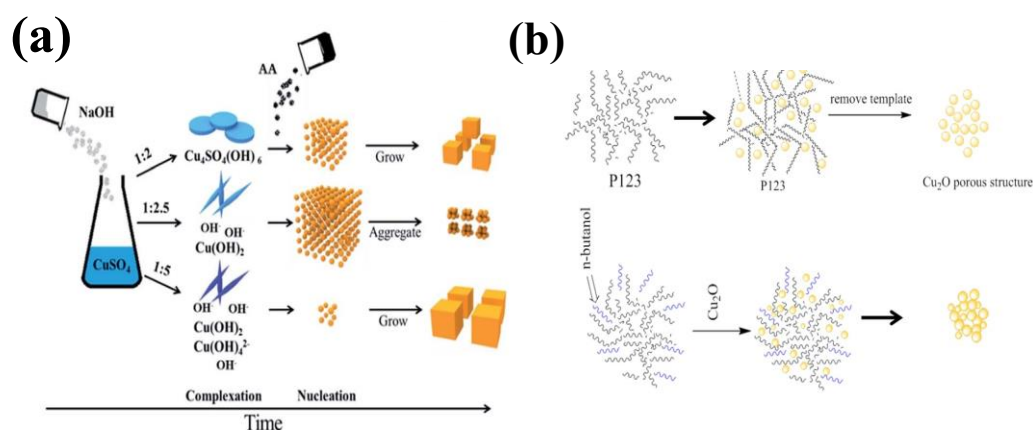 (a)
AA
NaOH
1:2
Cu₄SO₄(OH)₆
Grow
1:2.5
OH⁻ OH⁻
Cu(OH)₂
Aggregate
CuSO₄
1:5
OH⁻ OH⁻
Cu(OH)₂
Cu(OH)₄²⁻
OH⁻
Grow
Complexation Nucleation
Time
(b)
remove template
P123
P123
Cu₂O porous structure
n-butanol
Cu₂O